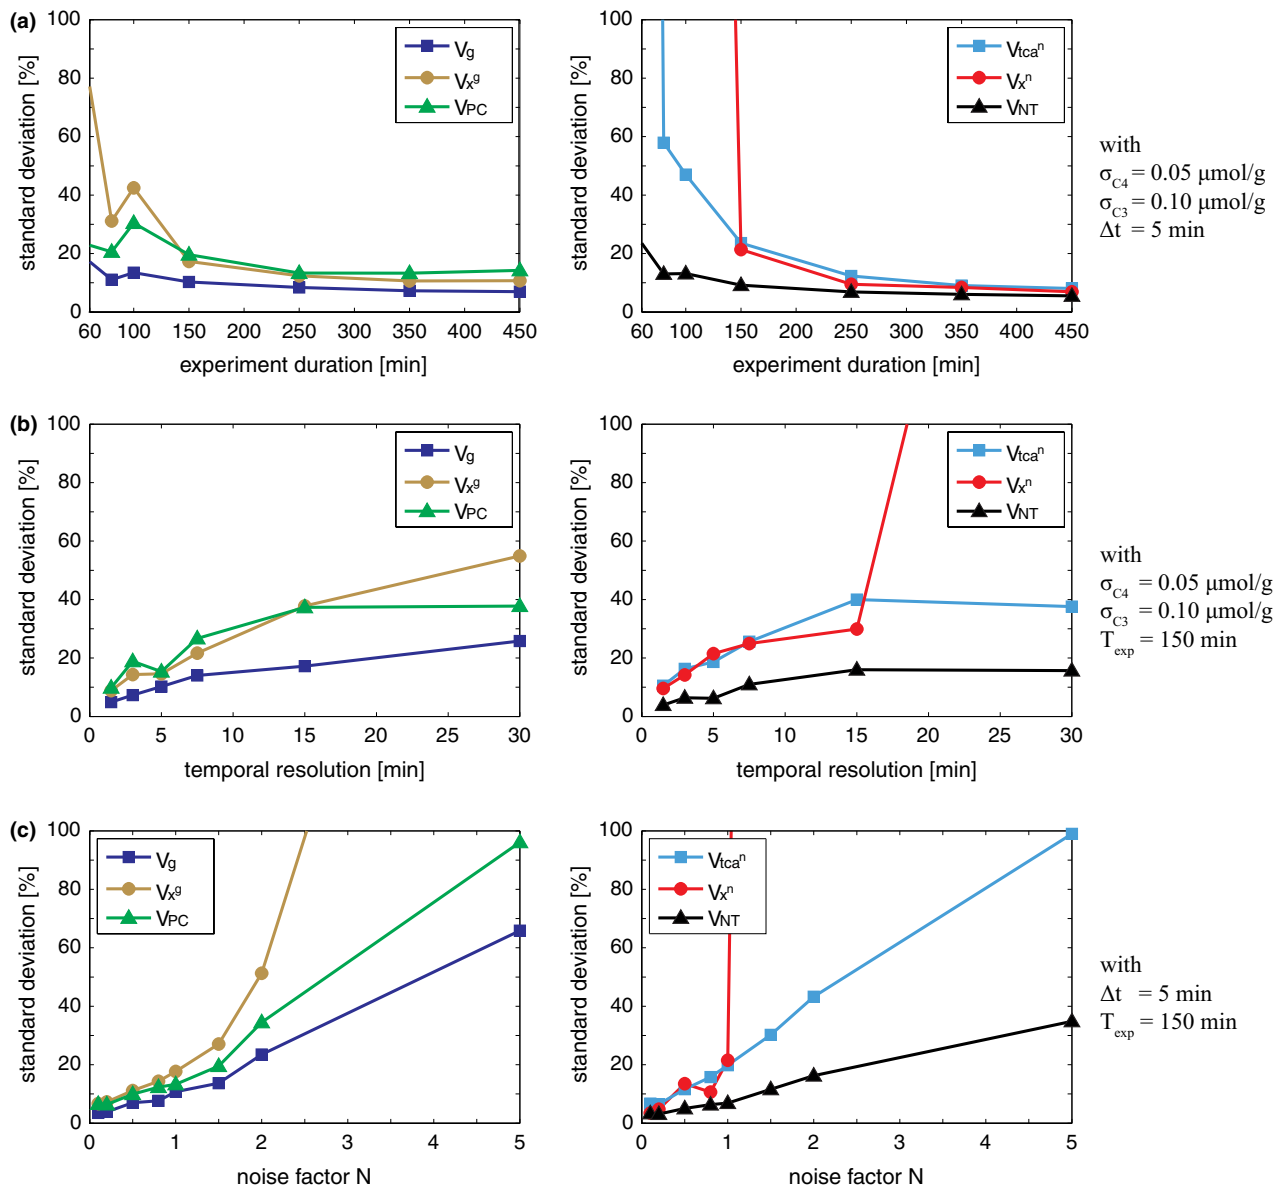 (a)
100
80
60
40
20
0
standard deviation [%]
Vg
Vxg
VPC
60 100 150 200 250 300 350 400 450
experiment duration [min]
100
80
60
40
20
0
standard deviation [%]
Vtcan
Vxn
VNT
60 100 150 200 250 300 350 400 450
experiment duration [min]
with
σC4 = 0.05 µmol/g
σC3 = 0.10 µmol/g
Δt = 5 min
(b)
100
80
60
40
20
0
standard deviation [%]
Vg
Vxg
VPC
0 5 10 15 20 25 30
temporal resolution [min]
100
80
60
40
20
0
standard deviation [%]
Vtcan
Vxn
VNT
0 5 10 15 20 25 30
temporal resolution [min]
with
σC4 = 0.05 µmol/g
σC3 = 0.10 µmol/g
Texp = 150 min
(c)
100
80
60
40
20
0
standard deviation [%]
Vg
Vxg
VPC
0 1 2 3 4 5
noise factor N
100
80
60
40
20
0
standard deviation [%]
Vtcan
Vxn
VNT
0 1 2 3 4 5
noise factor N
with
Δt = 5 min
Texp = 150 min